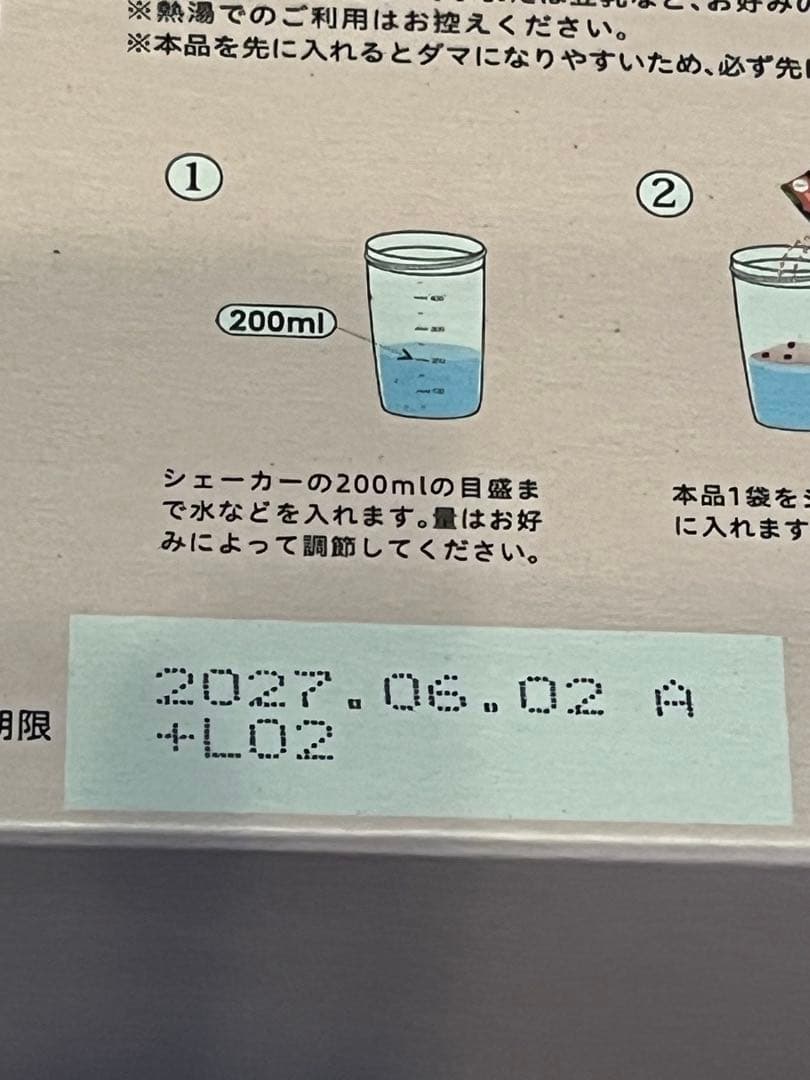 ※熱湯でのご利用はお控えください。
※本品を先に入れるとダマになりやすいため、必ず先に
①
②
200ml
シェーカーの200mlの目盛ま
で水などを入れます。量はお好
みによって調節してください。
本品1袋を
に入れます
期限
2027.06.02 A
+L02